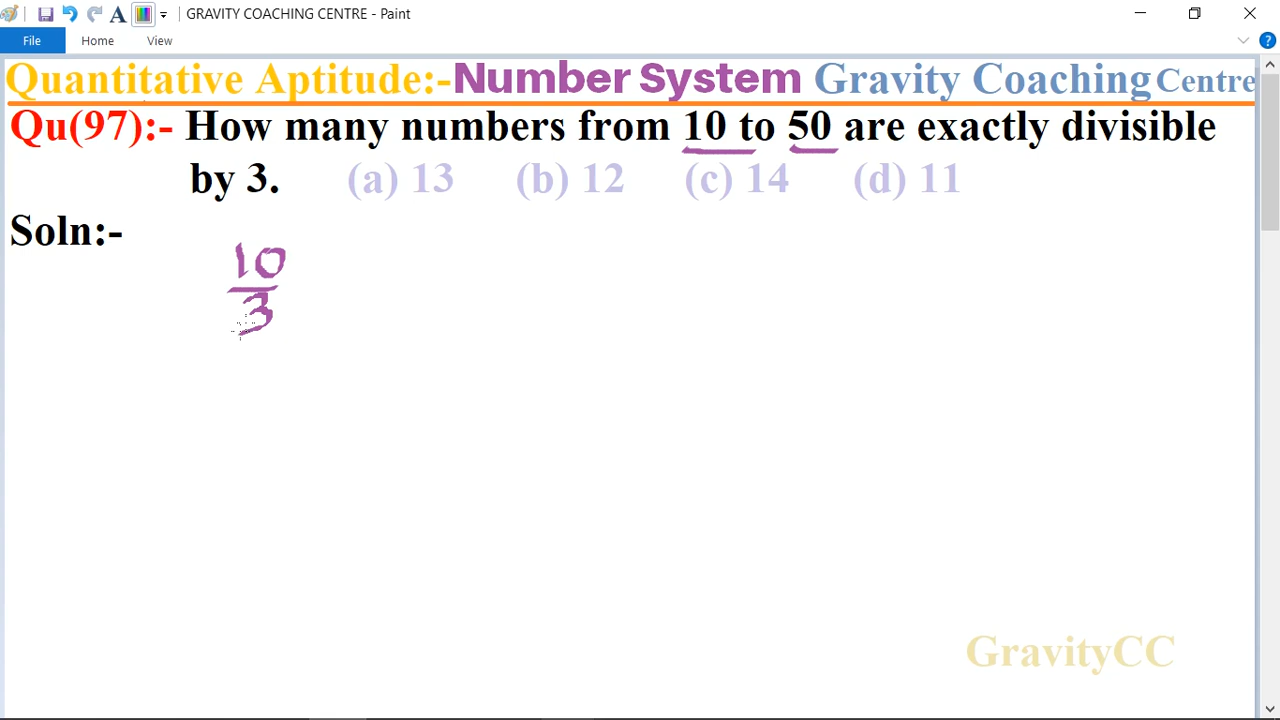 GRAVITY COACHING CENTRE - Paint
File Home View
Quantitative Aptitude:-Number System Gravity Coaching Centre
Qu(97):- How many numbers from 10 to 50 are exactly divisible
by 3. (a) 13 (b) 12 (c) 14 (d) 11
Soln:-
10
3
GravityCC